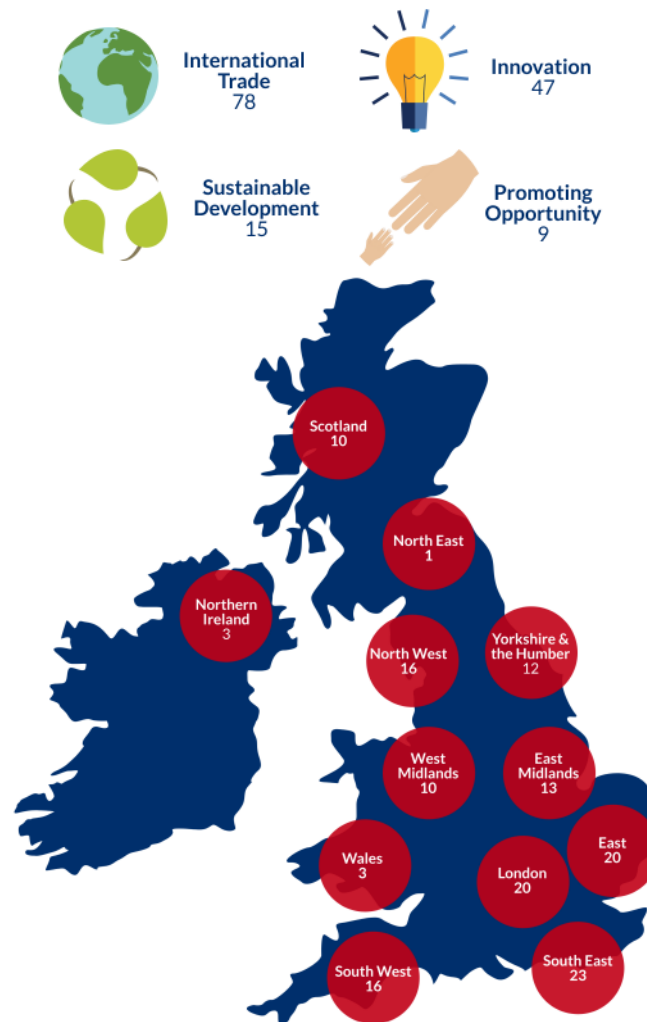 International
Trade
78
Innovation
47
Sustainable
Development
15
Promoting
Opportunity
9
Scotland
10
North East
1
Northern
Ireland
3
North West
16
Yorkshire &
the Humber
12
West
Midlands
10
East
Midlands
13
East
20
Wales
3
London
20
South West
16
South East
23